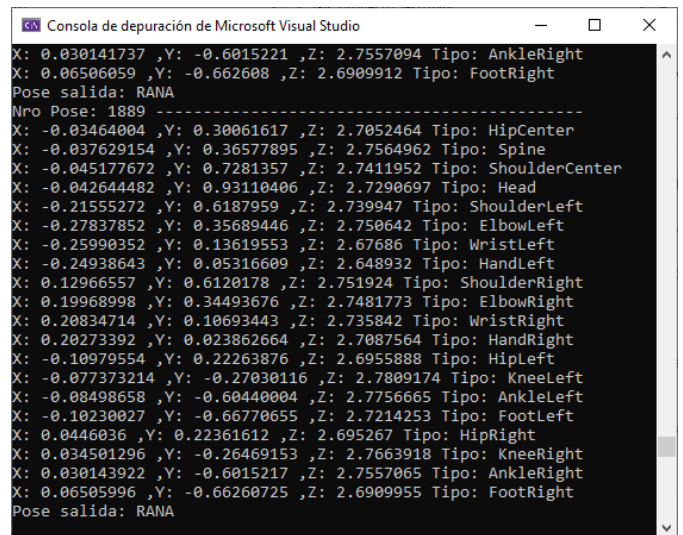 Consola de depuración de Microsoft Visual Studio
X: 0.030141737 ,Y: -0.6015221 ,Z: 2.7557094 Tipo: AnkleRight
X: 0.06506059 ,Y: -0.662608 ,Z: 2.6909912 Tipo: FootRight
Pose salida: RANA
Nro Pose: 1889 ---------------------------------------------
X: -0.03464004 ,Y: 0.30061617 ,Z: 2.7052464 Tipo: HipCenter
X: -0.037629154 ,Y: 0.36577895 ,Z: 2.7564962 Tipo: Spine
X: -0.045177672 ,Y: 0.7281357 ,Z: 2.7411952 Tipo: ShoulderCenter
X: -0.042644482 ,Y: 0.93110406 ,Z: 2.7290697 Tipo: Head
X: -0.21555272 ,Y: 0.6187959 ,Z: 2.739947 Tipo: ShoulderLeft
X: -0.27837852 ,Y: 0.35689446 ,Z: 2.750642 Tipo: ElbowLeft
X: -0.25990352 ,Y: 0.13619553 ,Z: 2.67686 Tipo: WristLeft
X: -0.24938643 ,Y: 0.05316609 ,Z: 2.648932 Tipo: HandLeft
X: 0.12966557 ,Y: 0.6120178 ,Z: 2.751924 Tipo: ShoulderRight
X: 0.19968998 ,Y: 0.34493676 ,Z: 2.7481773 Tipo: ElbowRight
X: 0.20834714 ,Y: 0.10693443 ,Z: 2.735842 Tipo: WristRight
X: 0.20273392 ,Y: 0.023862664 ,Z: 2.7087564 Tipo: HandRight
X: -0.10979554 ,Y: 0.22263876 ,Z: 2.6955888 Tipo: HipLeft
X: -0.077373214 ,Y: -0.27030116 ,Z: 2.7809174 Tipo: KneeLeft
X: -0.08498658 ,Y: -0.60440004 ,Z: 2.7756665 Tipo: AnkleLeft
X: -0.10230027 ,Y: -0.66770655 ,Z: 2.7214253 Tipo: FootLeft
X: 0.0446036 ,Y: 0.22361612 ,Z: 2.695267 Tipo: HipRight
X: 0.034501296 ,Y: -0.26469153 ,Z: 2.7663918 Tipo: KneeRight
X: 0.030143922 ,Y: -0.6015217 ,Z: 2.7557065 Tipo: AnkleRight
X: 0.06505996 ,Y: -0.66260725 ,Z: 2.6909955 Tipo: FootRight
Pose salida: RANA